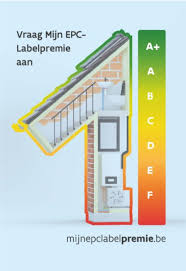 Vraag Mijn EPC-
Labelpremie
aan
A+
A
B
C
D
E
F
mijnepclabelpremie.be